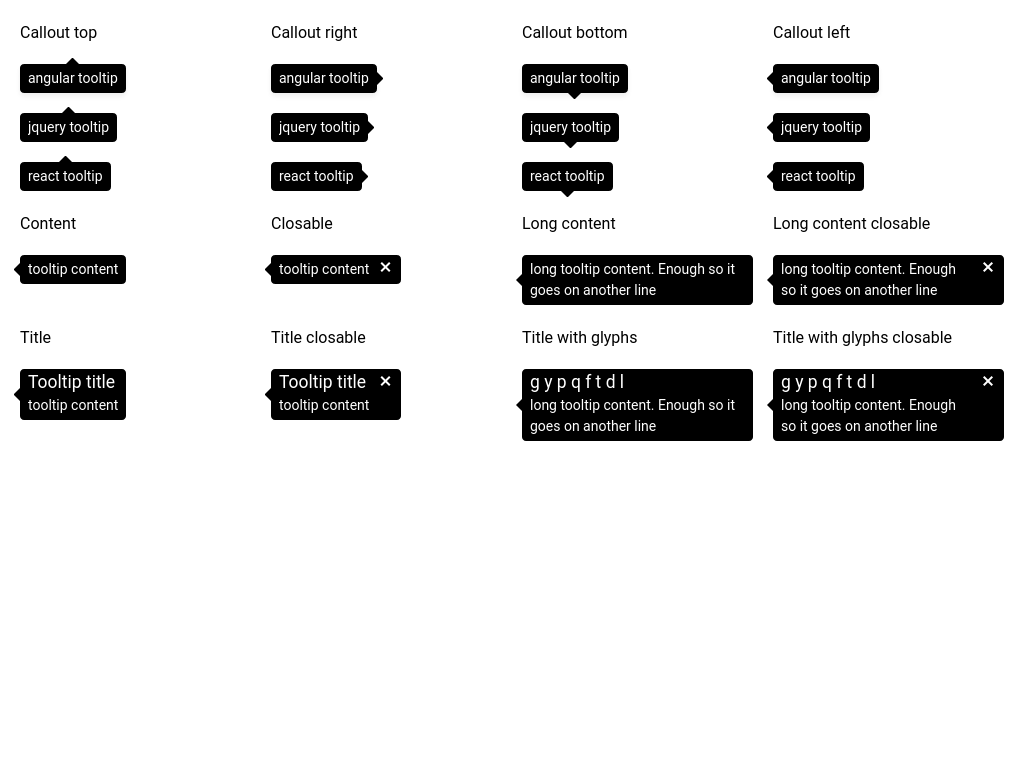 Callout top
Callout right
Callout bottom
Callout left
angular tooltip
angular tooltip
angular tooltip
angular tooltip
jquery tooltip
jquery tooltip
jquery tooltip
jquery tooltip
react tooltip
react tooltip
react tooltip
react tooltip
Content
Closable
Long content
Long content closable
tooltip content
tooltip content
long tooltip content. Enough so it
goes on another line
long tooltip content. Enough
so it goes on another line
Title
Title closable
Title with glyphs
Title with glyphs closable
Tooltip title
tooltip content
Tooltip title
tooltip content
g y p q f t d l
long tooltip content. Enough so it
goes on another line
g y p q f t d l
long tooltip content. Enough
so it goes on another line